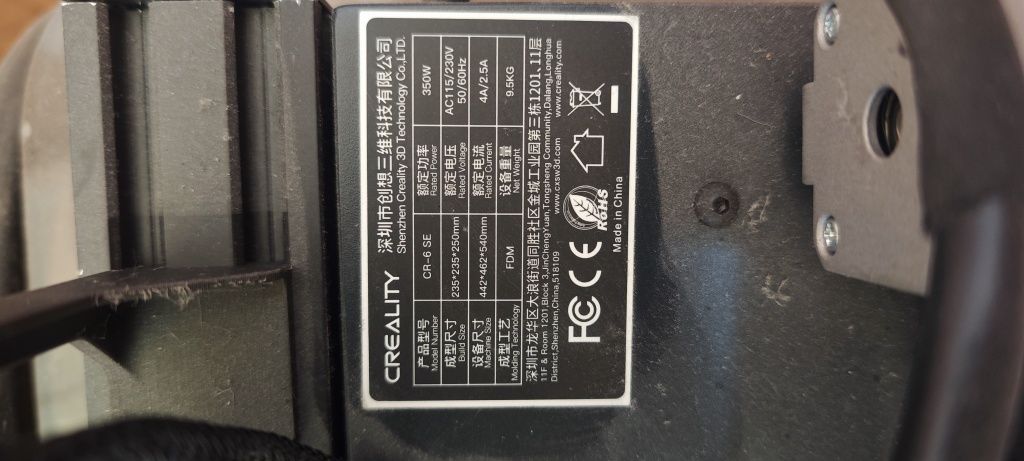 CREALITY
深圳市创想三维科技有限公司
Shenzhen Creality 3D Technology Co,.LTD.
产品型号 CR-6 SE 额定功率 350W
Model Number Rated Power
成型尺寸 235*235*250mm 额定电压 AC115/230V
Build Size Rated Voltage 50/60Hz
设备尺寸 442*462*540mm 额定电流 4A/2.5A
Machine Size Rated Current
成型工艺 FDM 设备重量 9.5KG
Molding Technology Net Weight
深圳市龙华区大浪街道同胜社区金城工业园第三栋1201、11层
11F & Room 1201,Block 3,JinChengYuan,Tongsheng Community,Dalang,Longhua
District,Shenzhen,China,518109 www.cxsw3d.com www.creality.com
FC CE RoHS
Made in China